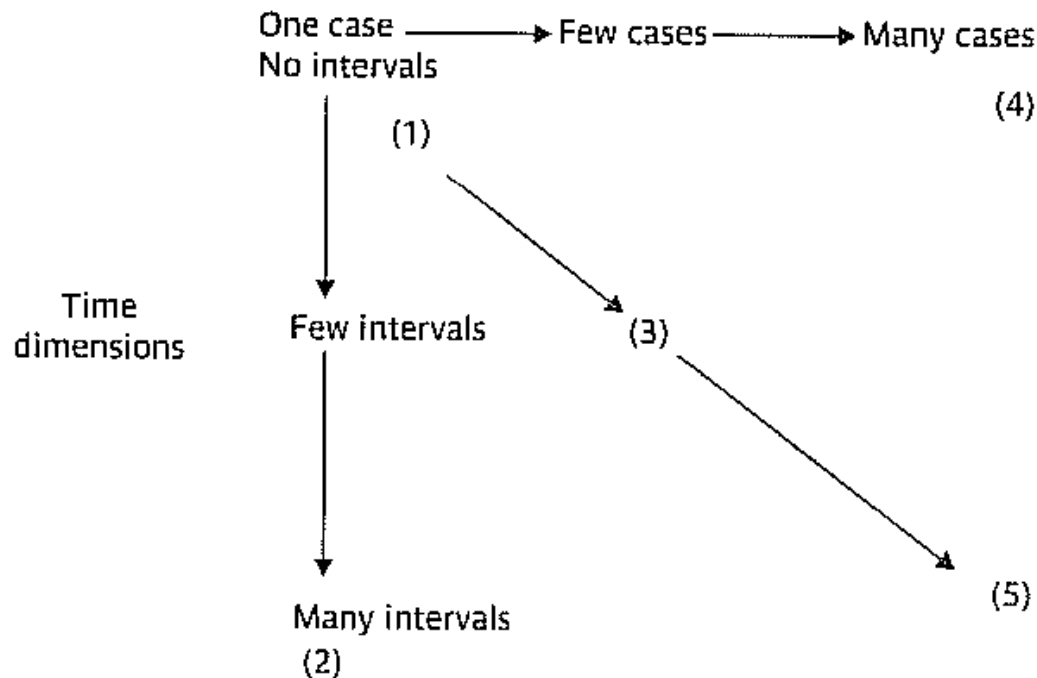 One case
No intervals
Few cases
Many cases
(4)
(1)
Time
dimensions
Few intervals
(3)
(5)
Many intervals
(2)